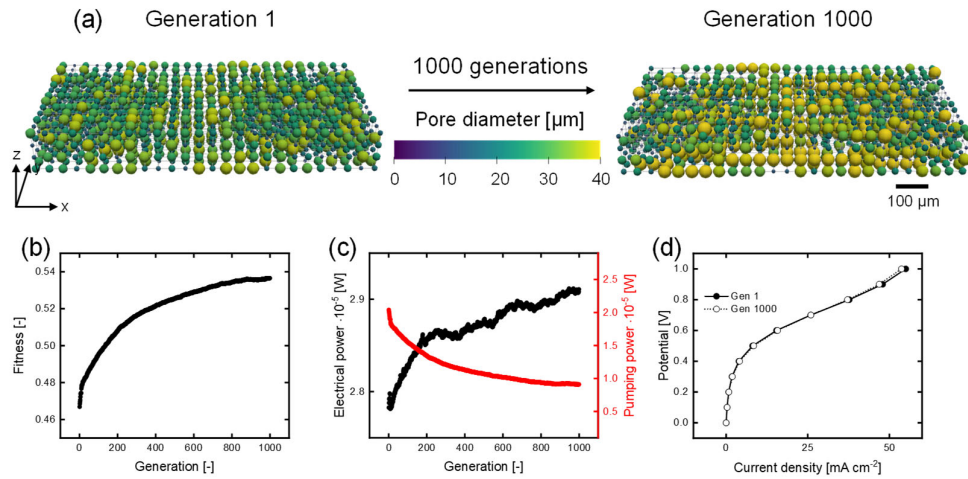 (a) Generation 1
Generation 1000
1000 generations
Pore diameter [µm]
0 10 20 30 40
z
y
x
100 µm
(b)
Fitness [-]
0.54
0.52
0.50
0.48
0.46
0 200 400 600 800 1000
Generation [-]
(c)
Electrical power ·10⁻⁵ [W]
2.9
2.8
0 200 400 600 800 1000
Generation [-]
2.5
2.0
1.5
1.0
0.5
Pumping power ·10⁻⁵ [W]
(d)
Potential [V]
1.0
0.8
0.6
0.4
0.2
0.0
Gen 1
Gen 1000
0 25 50
Current density [mA cm⁻²]